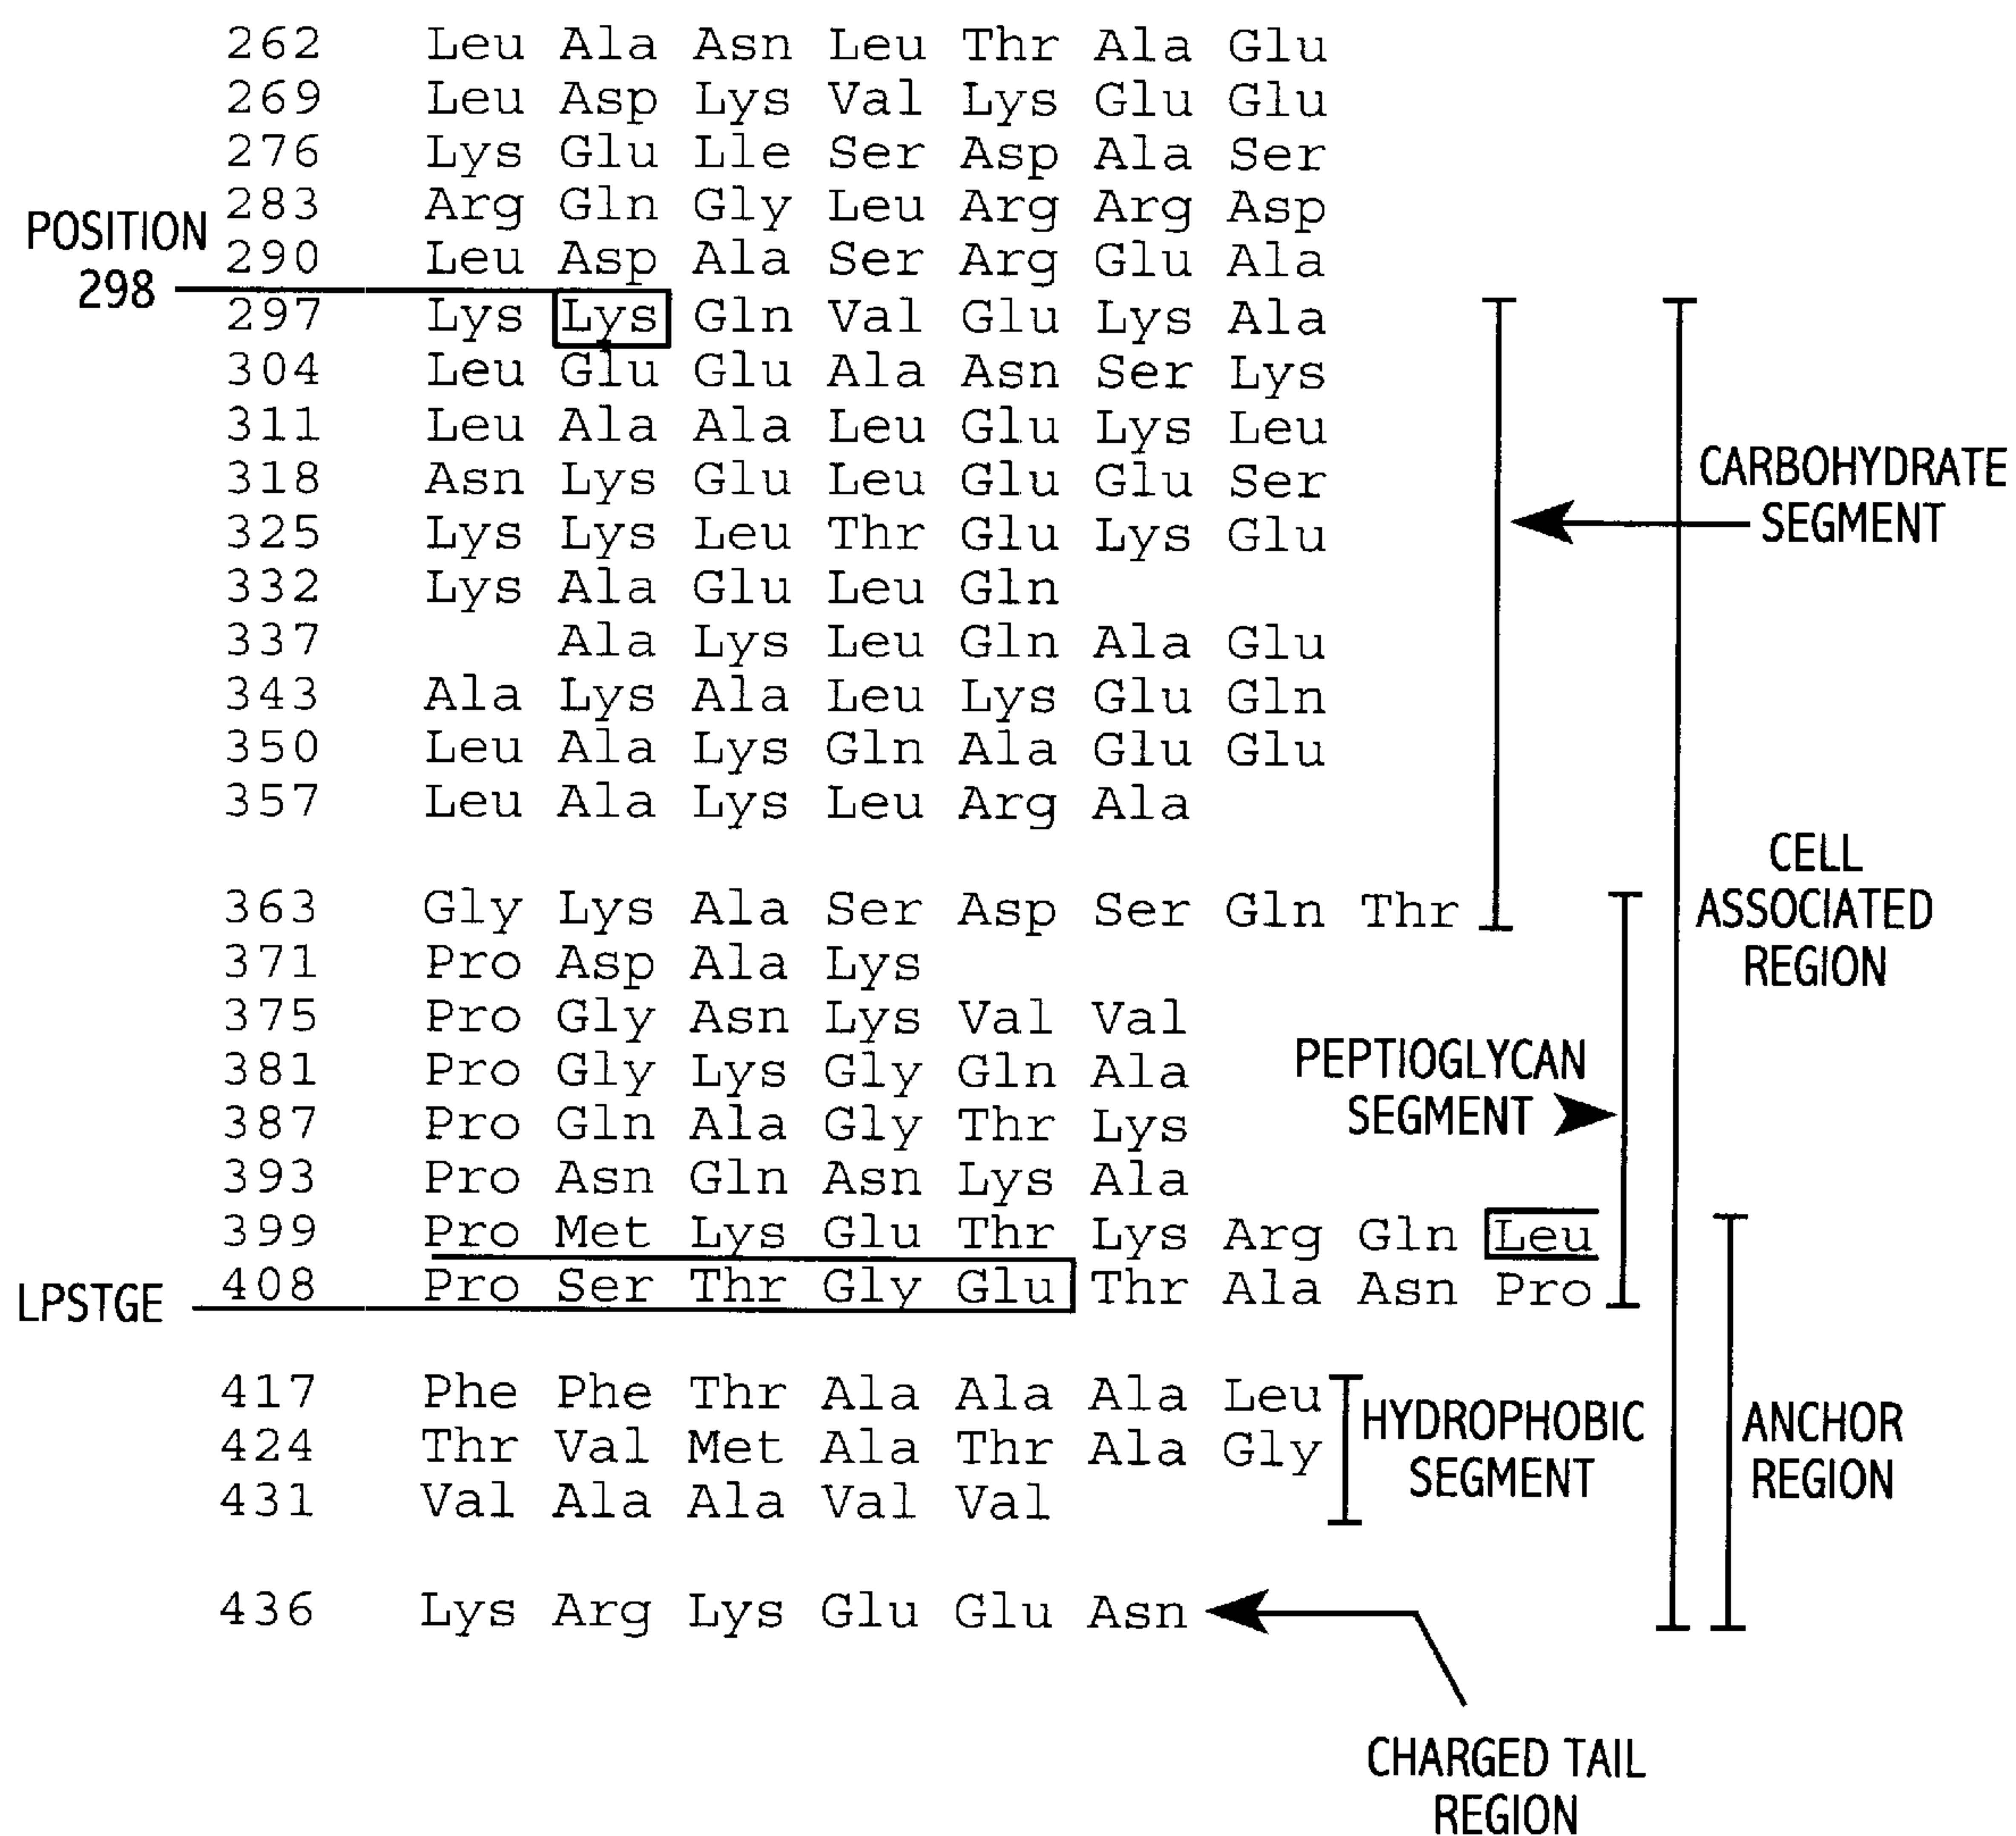 262 Leu Ala Asn Leu Thr Ala Glu
269 Leu Asp Lys Val Lys Glu Glu
276 Lys Glu Lle Ser Asp Ala Ser
283 Arg Gln Gly Leu Arg Arg Asp
POSITION 298
290 Leu Asp Ala Ser Arg Glu Ala
297 Lys Lys Gln Val Glu Lys Ala
304 Leu Glu Glu Ala Asn Ser Lys
311 Leu Ala Ala Leu Glu Lys Leu
318 Asn Lys Glu Leu Glu Glu Ser
CARBOHYDRATE SEGMENT
325 Lys Lys Leu Thr Glu Lys Glu
332 Lys Ala Glu Leu Gln
337 Ala Lys Leu Gln Ala Glu
343 Ala Lys Ala Leu Lys Glu Gln
350 Leu Ala Lys Gln Ala Glu Glu
357 Leu Ala Lys Leu Arg Ala
CELL ASSOCIATED REGION
363 Gly Lys Ala Ser Asp Ser Gln Thr
371 Pro Asp Ala Lys
375 Pro Gly Asn Lys Val Val
381 Pro Gly Lys Gly Gln Ala
PEPTIOGLYCAN SEGMENT
387 Pro Gln Ala Gly Thr Lys
393 Pro Asn Gln Asn Lys Ala
399 Pro Met Lys Glu Thr Lys Arg Gln Leu
LPSTGE
408 Pro Ser Thr Gly Glu Thr Ala Asn Pro
417 Phe Phe Thr Ala Ala Ala Leu
424 Thr Val Met Ala Thr Ala Gly
431 Val Ala Ala Val Val
HYDROPHOBIC SEGMENT
ANCHOR REGION
436 Lys Arg Lys Glu Glu Asn
CHARGED TAIL REGION